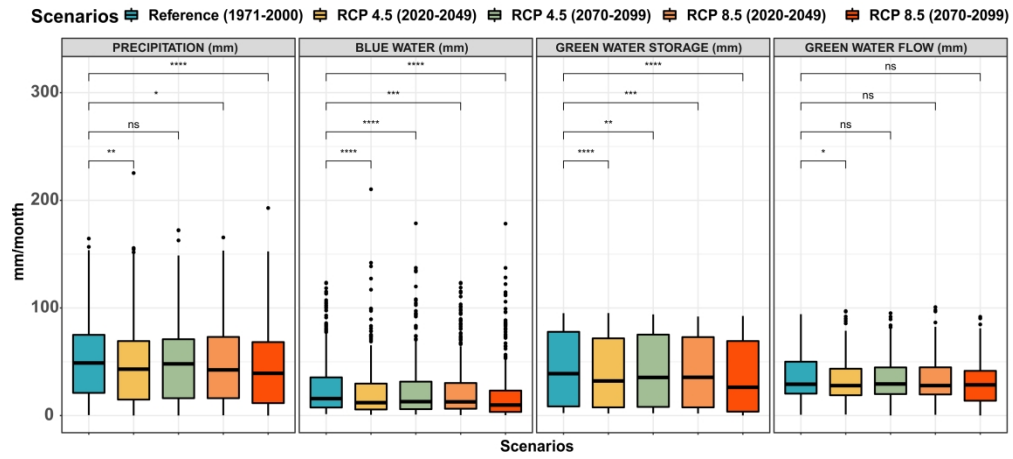 Scenarios Reference (1971-2000) RCP 4.5 (2020-2049) RCP 4.5 (2070-2099) RCP 8.5 (2020-2049) RCP 8.5 (2070-2099)
PRECIPITATION (mm) BLUE WATER (mm) GREEN WATER STORAGE (mm) GREEN WATER FLOW (mm)
**** **** **** ns
* *** *** ns
ns **** ** ns
** **** **** *
300
200
100
0
mm/month
Scenarios